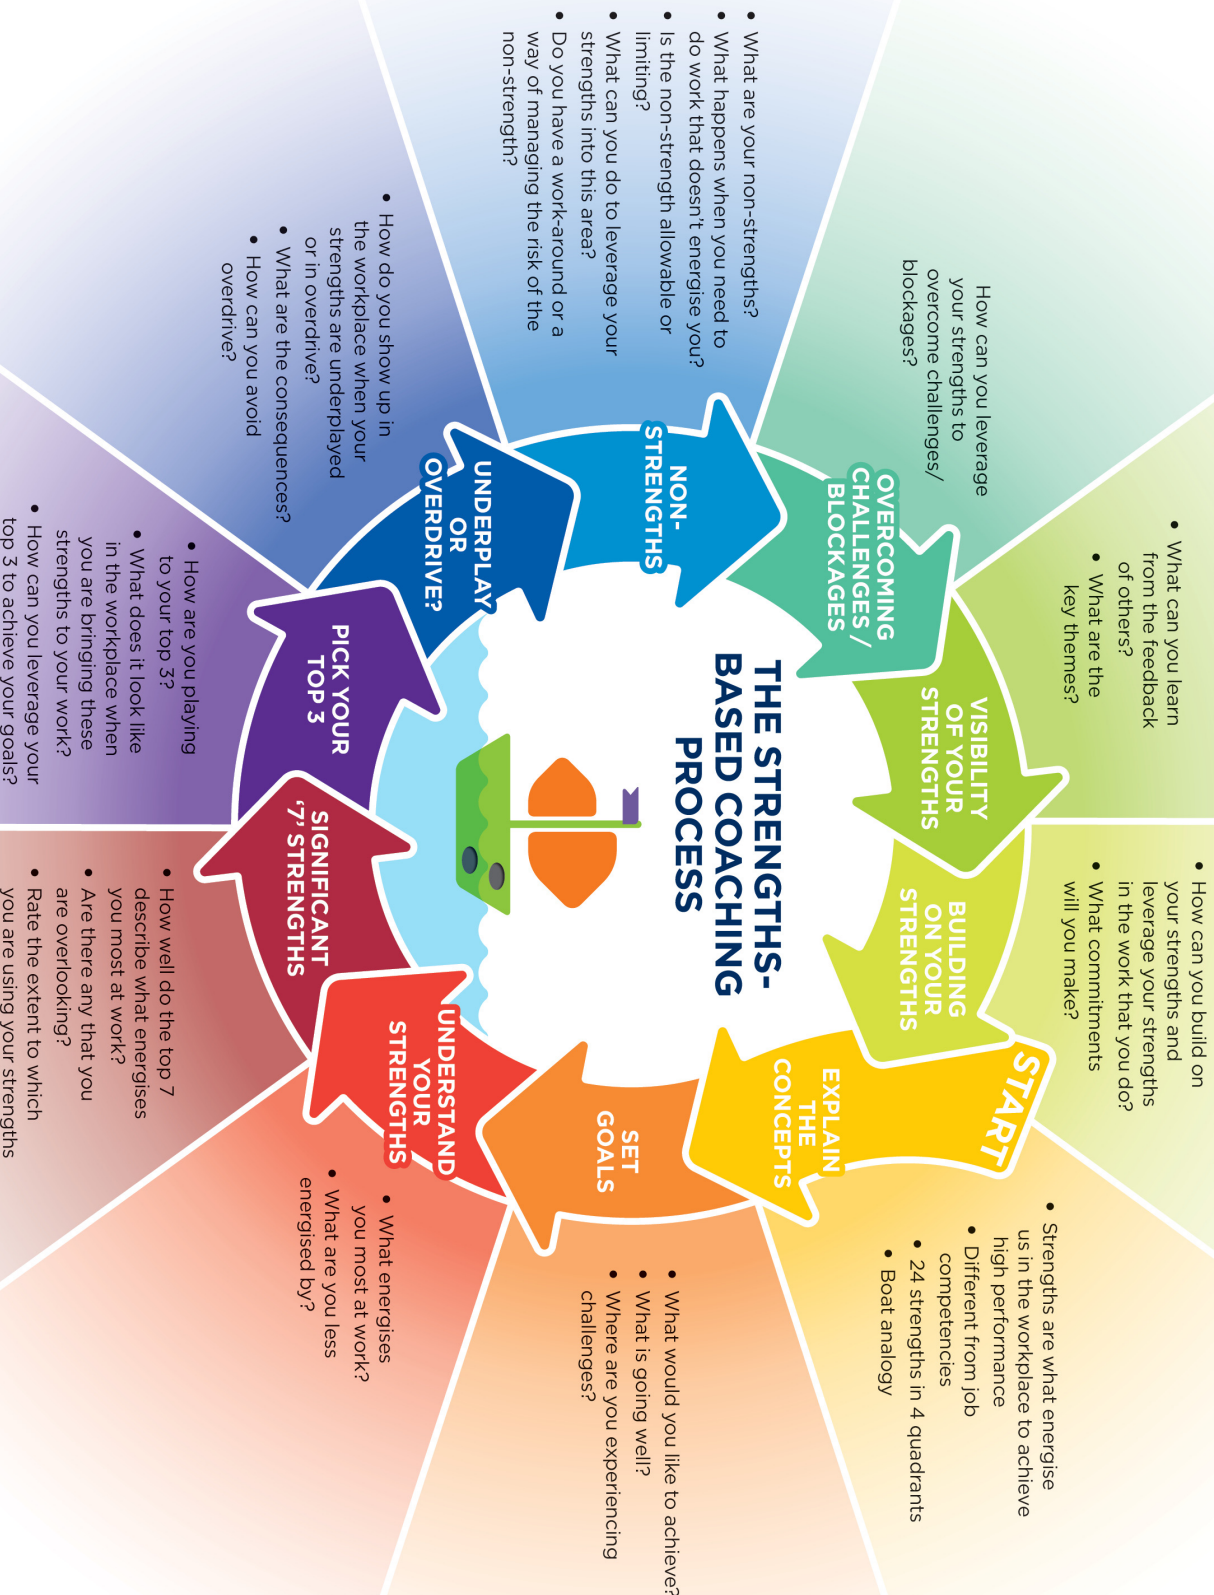 THE STRENGTHS-
BASED COACHING
PROCESS
START
EXPLAIN
THE
CONCEPTS
• Strengths are what energise
us in the workplace to achieve
high performance
• Different from job
competencies
• 24 strengths in 4 quadrants
• Boat analogy
SET
GOALS
• What would you like to achieve?
• What is going well?
• Where are you experiencing
challenges?
UNDERSTAND
YOUR
STRENGTHS
• What energises
you most at work?
• What are you less
energised by?
SIGNIFICANT
‘7’ STRENGTHS
• How well do the top 7
describe what energises
you most at work?
• Are there any that you
are overlooking?
• Rate the extent to which
you are using your strengths
PICK YOUR
TOP 3
• How are you playing
to your top 3?
• What does it look like
in the workplace when
you are bringing these
strengths to your work?
• How can you leverage your
top 3 to achieve your goals?
UNDERPLAY
OR
OVERDRIVE?
• How do you show up in
the workplace when your
strengths are underplayed
or in overdrive?
• What are the consequences?
• How can you avoid
overdrive?
NON-
STRENGTHS
• What are your non-strengths?
• What happens when you need to
do work that doesn’t energise you?
• Is the non-strength allowable or
limiting?
• What can you do to leverage your
strengths into this area?
• Do you have a work-around or a
way of managing the risk of the
non-strength?
OVERCOMING
CHALLENGES/
BLOCKAGES
How can you leverage
your strengths to
overcome challenges/
blockages?
VISIBILITY
OF YOUR
STRENGTHS
• What can you learn
from the feedback
of others?
• What are the
key themes?
BUILDING
ON YOUR
STRENGTHS
• How can you build on
your strengths and
leverage your strengths
in the work that you do?
• What commitments
will you make?